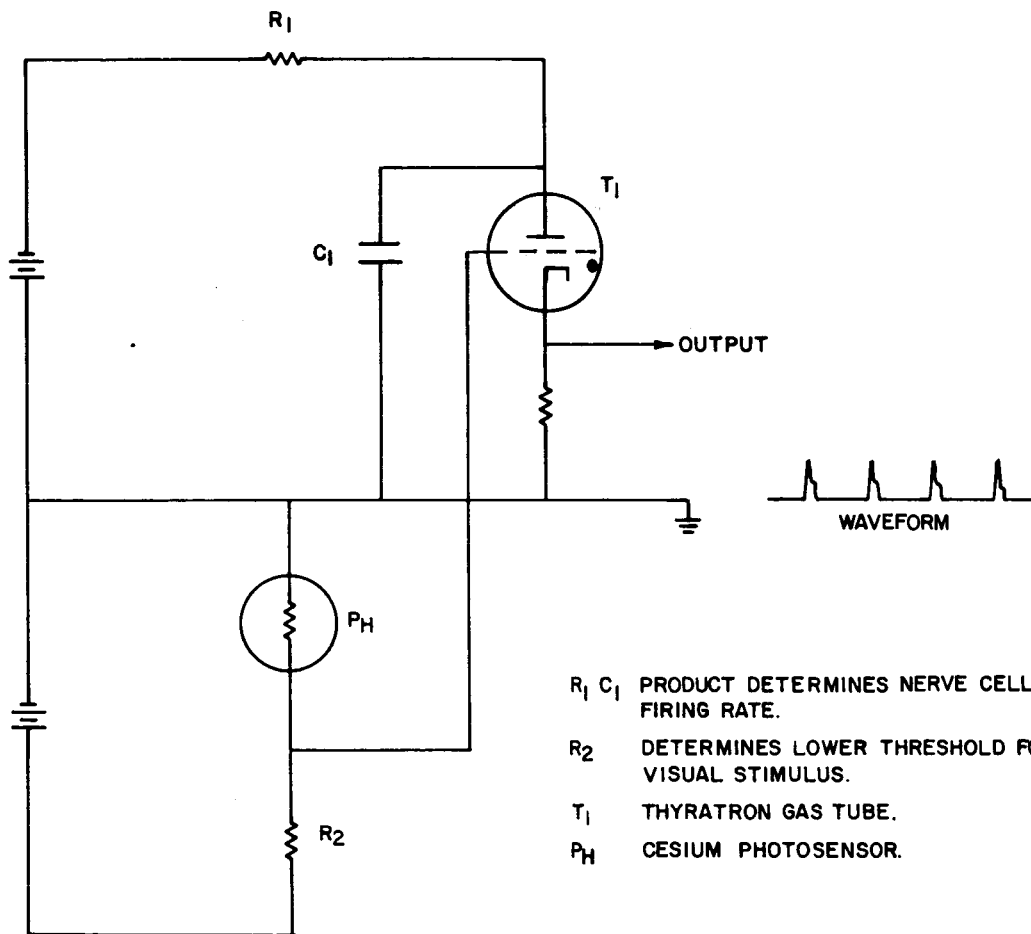 R1
T1
C1
OUTPUT
WAVEFORM
PH
R1 C1 PRODUCT DETERMINES NERVE CELL
FIRING RATE.
R2 DETERMINES LOWER THRESHOLD
VISUAL STIMULUS.
T1 THYRATRON GAS TUBE.
R2
PH CESIUM PHOTOSENSOR.